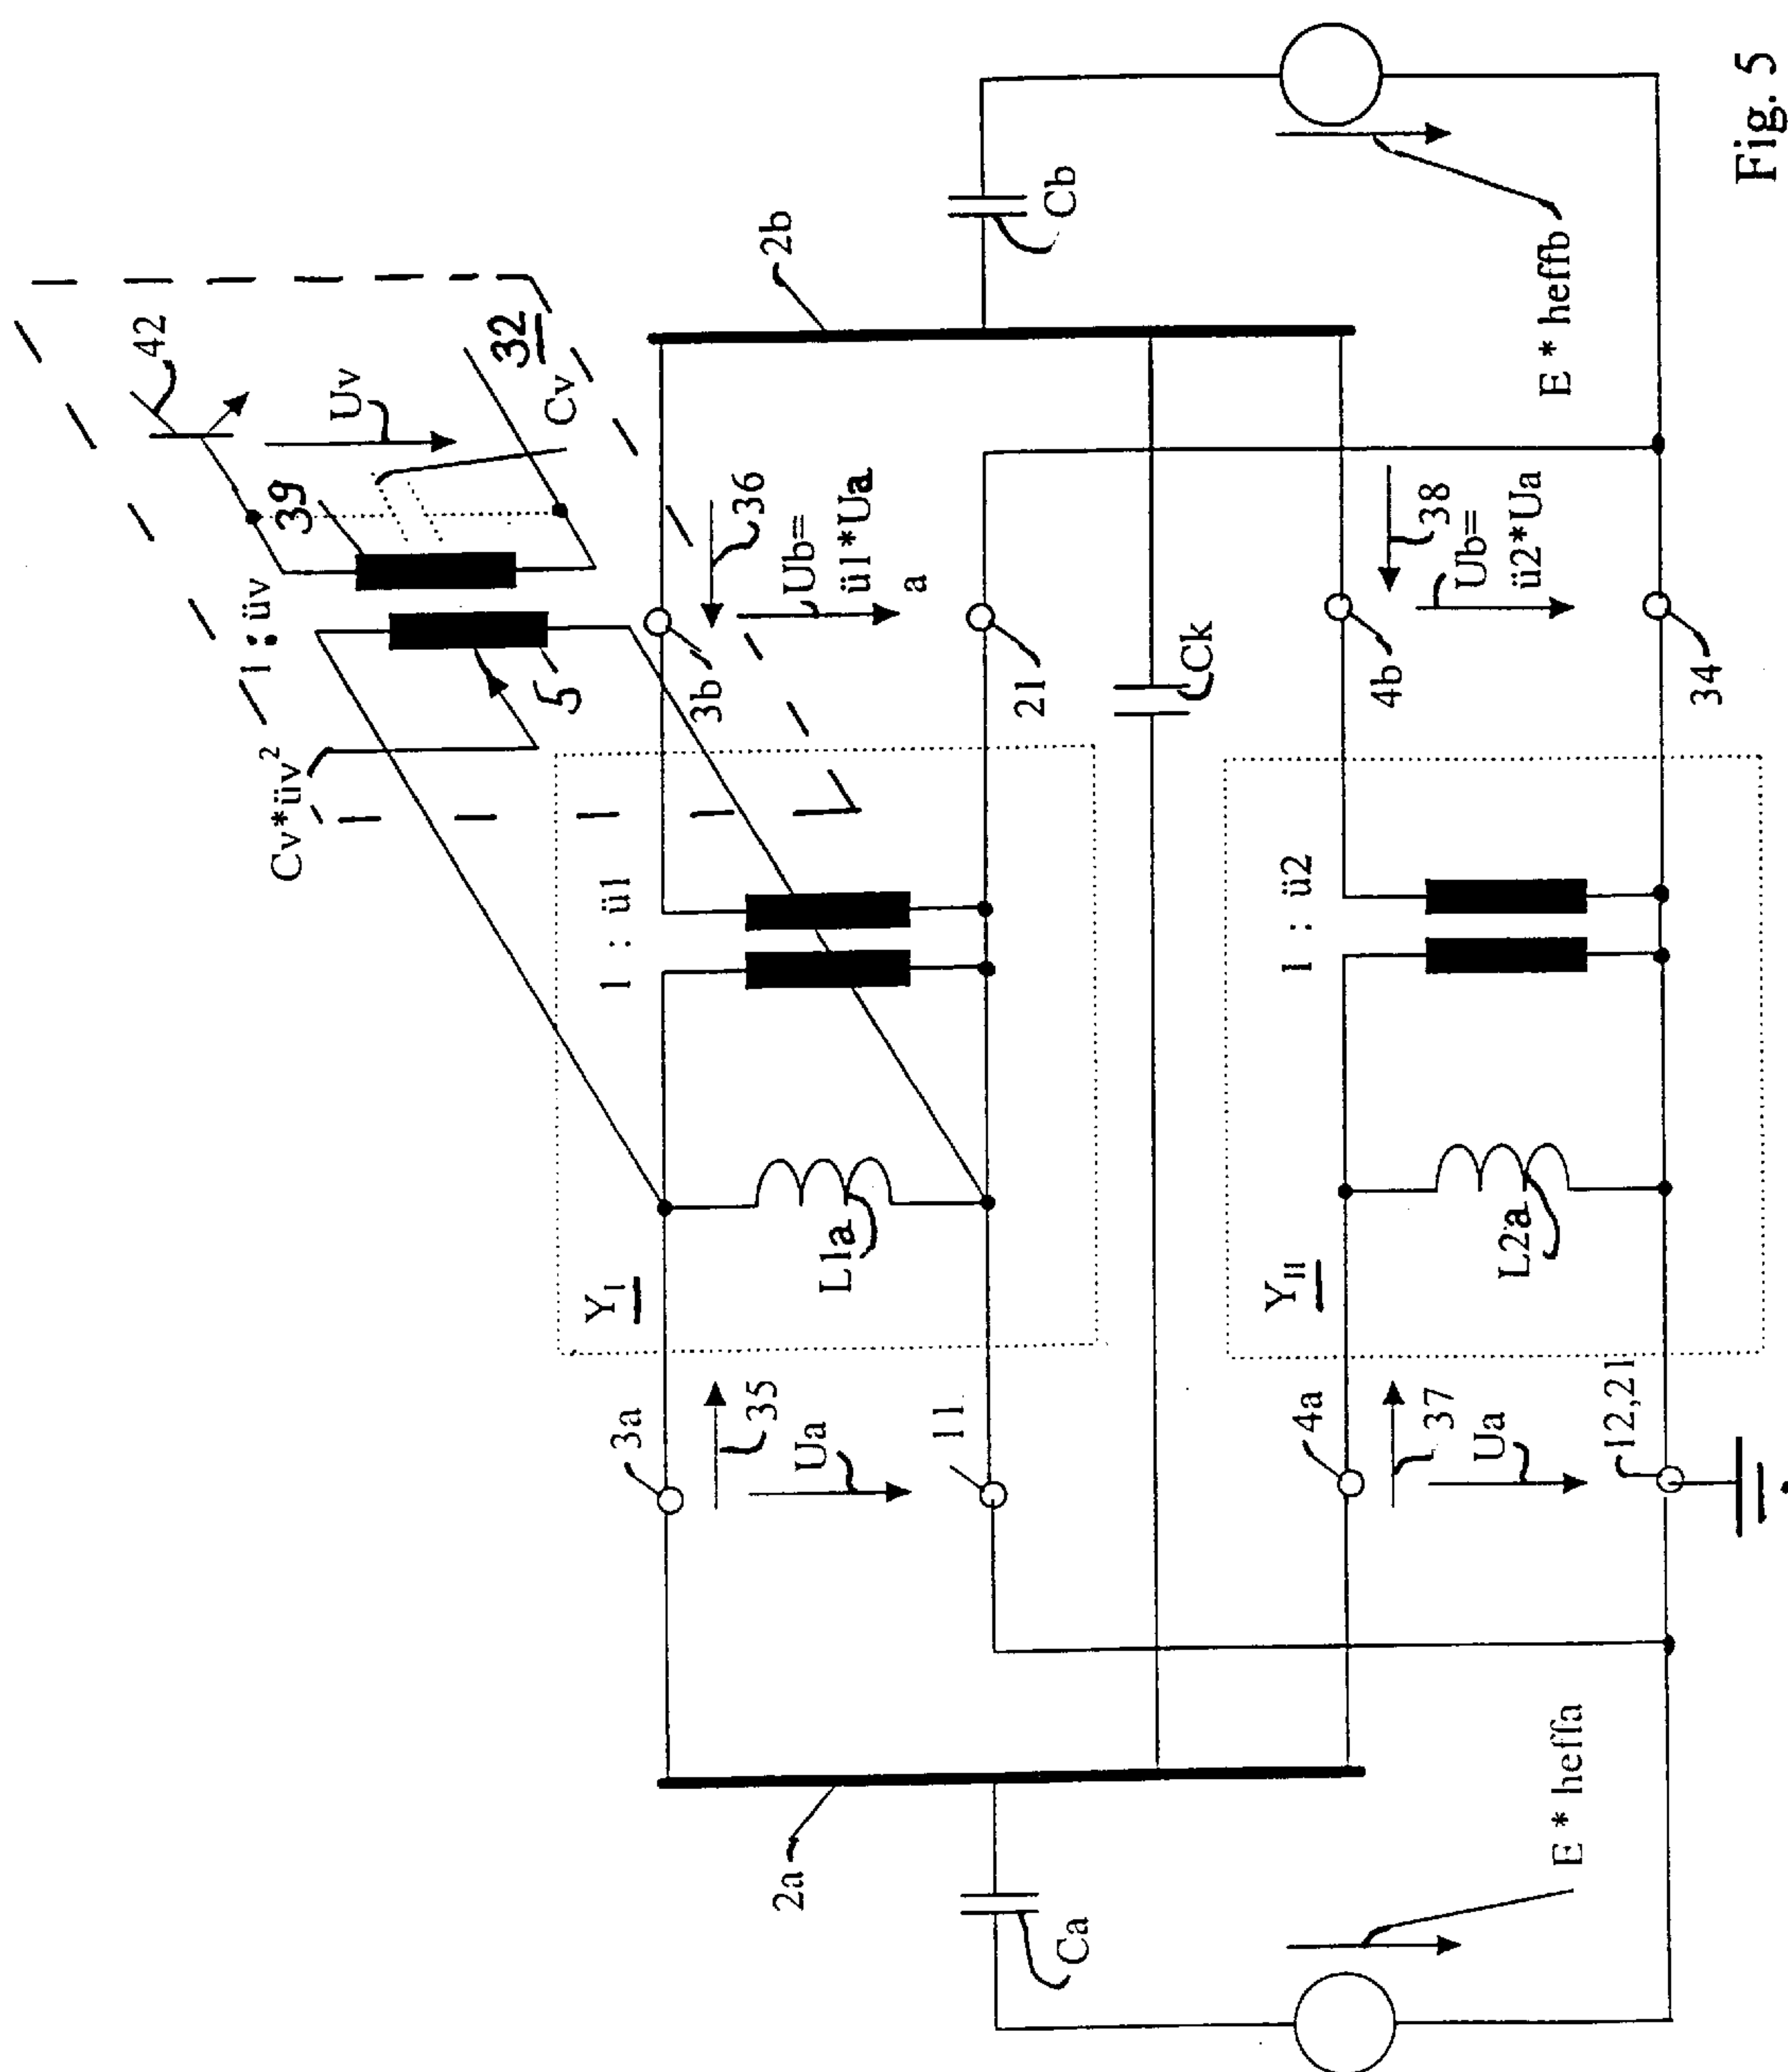 42
Uv
32
Cv
39
1:üv
5
Cv*üv²
2b
Cb
E * heffb
36
Ub=
ü1*Ua
a
3b
21
Ck
38
Ub=
ü2*Ua
4b
34
1 : ü1
1 : ü2
Y_I
L1a
Y_II
L2a
3a
35
Ua
11
4a
37
Ua
12,21
2a
Ca
E * heffa
Fig. 5